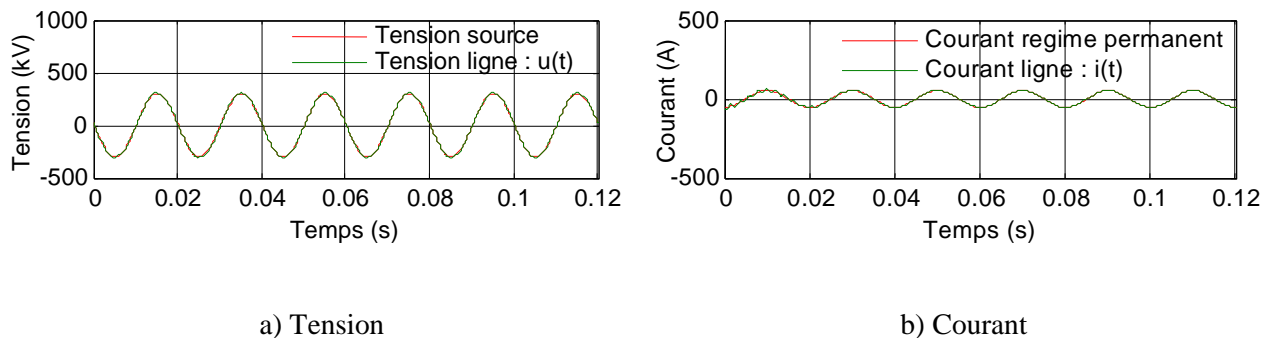 1000
500
0
-500
Tension (kV)
Tension source
Tension ligne : u(t)
0 0.02 0.04 0.06 0.08 0.1 0.12
Temps (s)
500
0
-500
Courant (A)
Courant regime permanent
Courant ligne : i(t)
0 0.02 0.04 0.06 0.08 0.1 0.12
Temps (s)
a) Tension
b) Courant